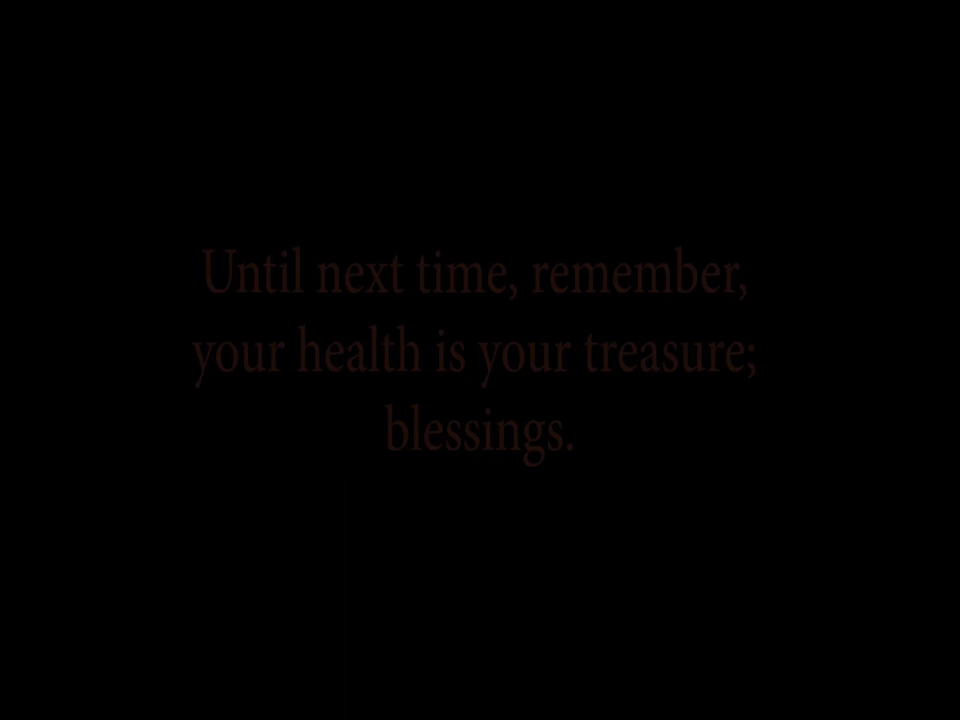 Until next time, remember,
your health is your treasure;
blessings.